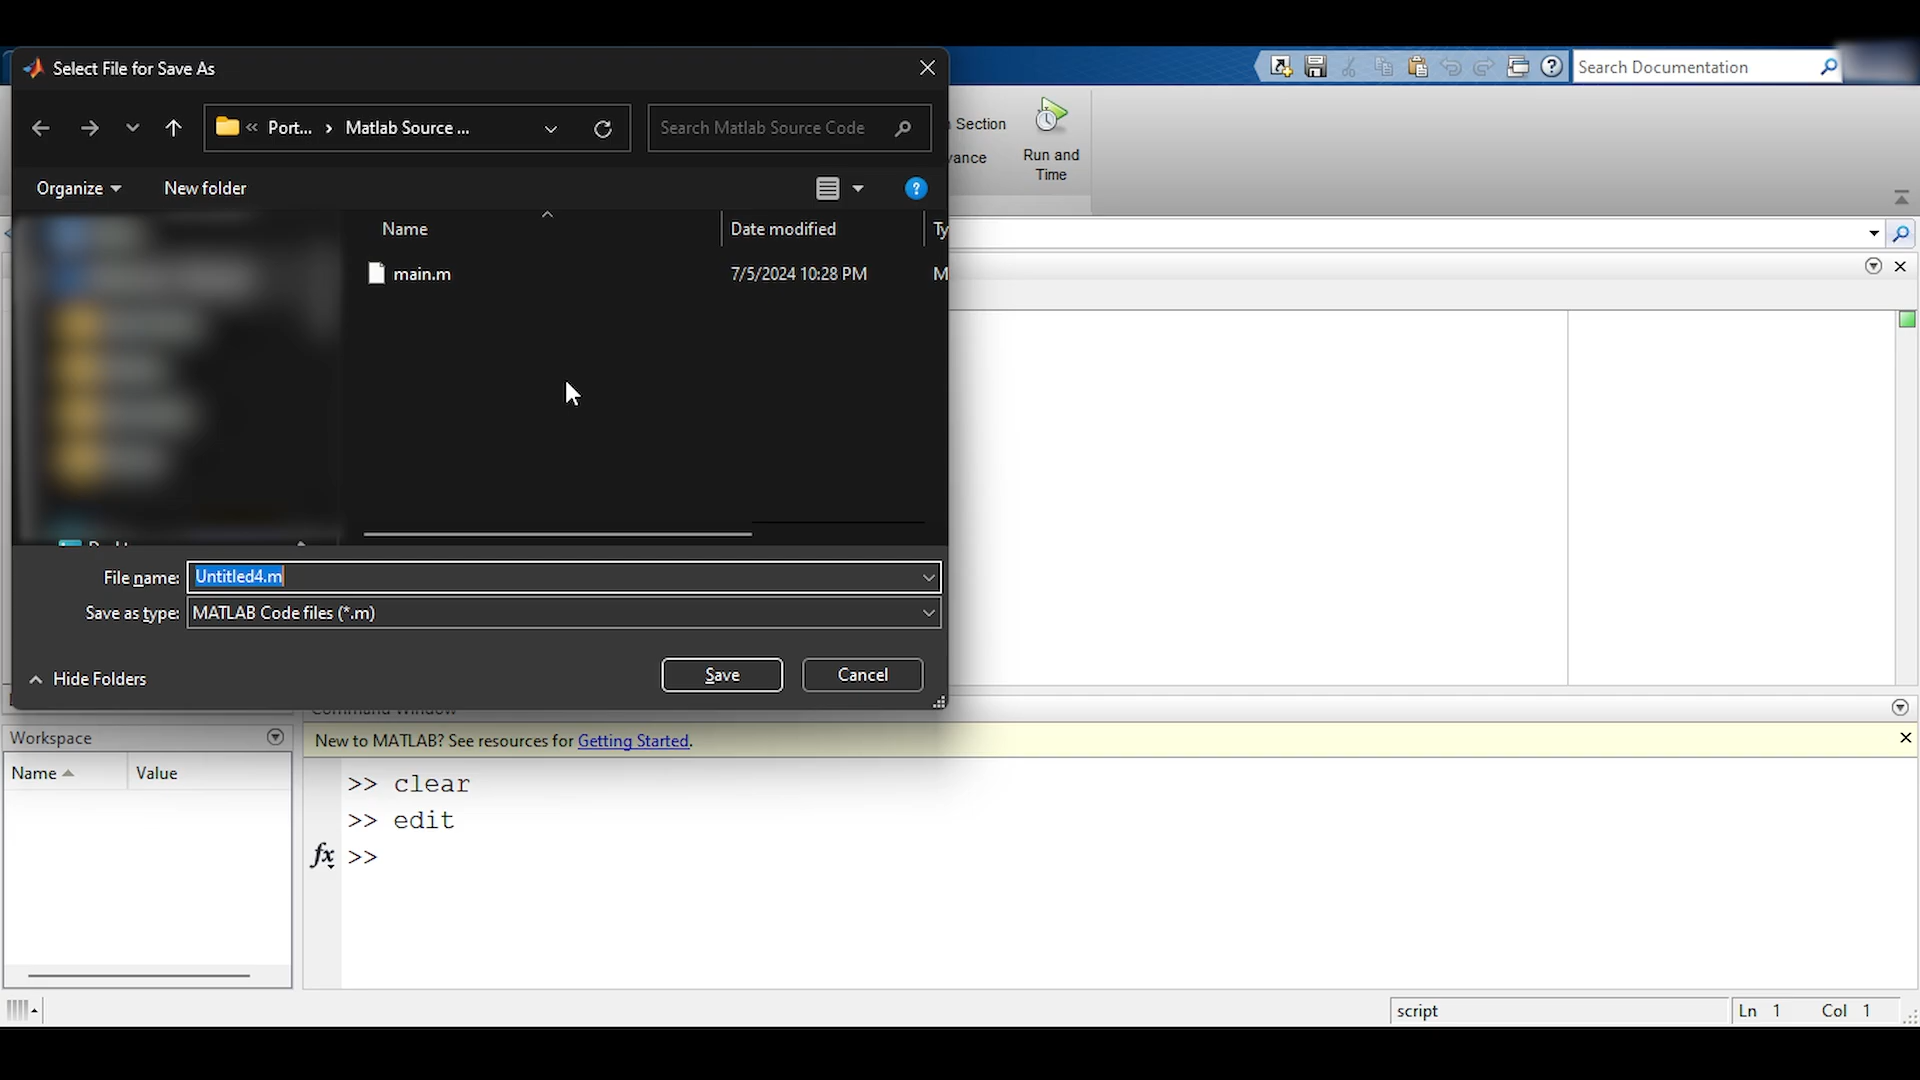 Select File for Save As
Search Documentation
« Port... › Matlab Source ...
Search Matlab Source Code
Section
vance
Run and
Time
Organize
New folder
Name
Date modified
Ty
main.m
7/5/2024 10:28 PM
M
File name: Untitled4.m
Save as type: MATLAB Code files (*.m)
Hide Folders
Save
Cancel
Command Window
Workspace
New to MATLAB? See resources for Getting Started.
Name
Value
>> clear
>> edit
fx >>
script
Ln 1 Col 1